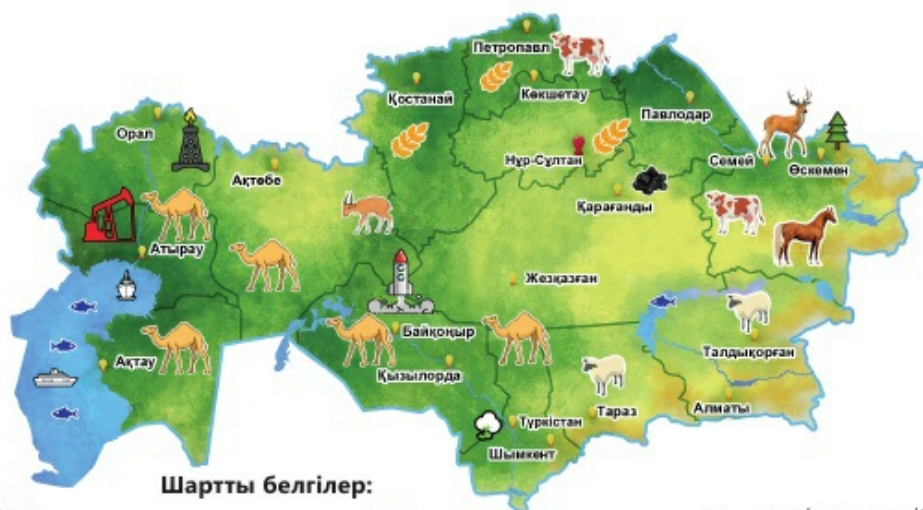 Петропавл
Қостанай
Көкшетау
Павлодар
Орал
Нұр-Сұлтан
Семей
Өскемен
Ақтөбе
Қарағанды
Атырау
Жезқазған
Байқоңыр
Ақтау
Қызылорда
Талдықорған
Түркістан
Тараз
Алматы
Шымкент
Шартты белгілер: